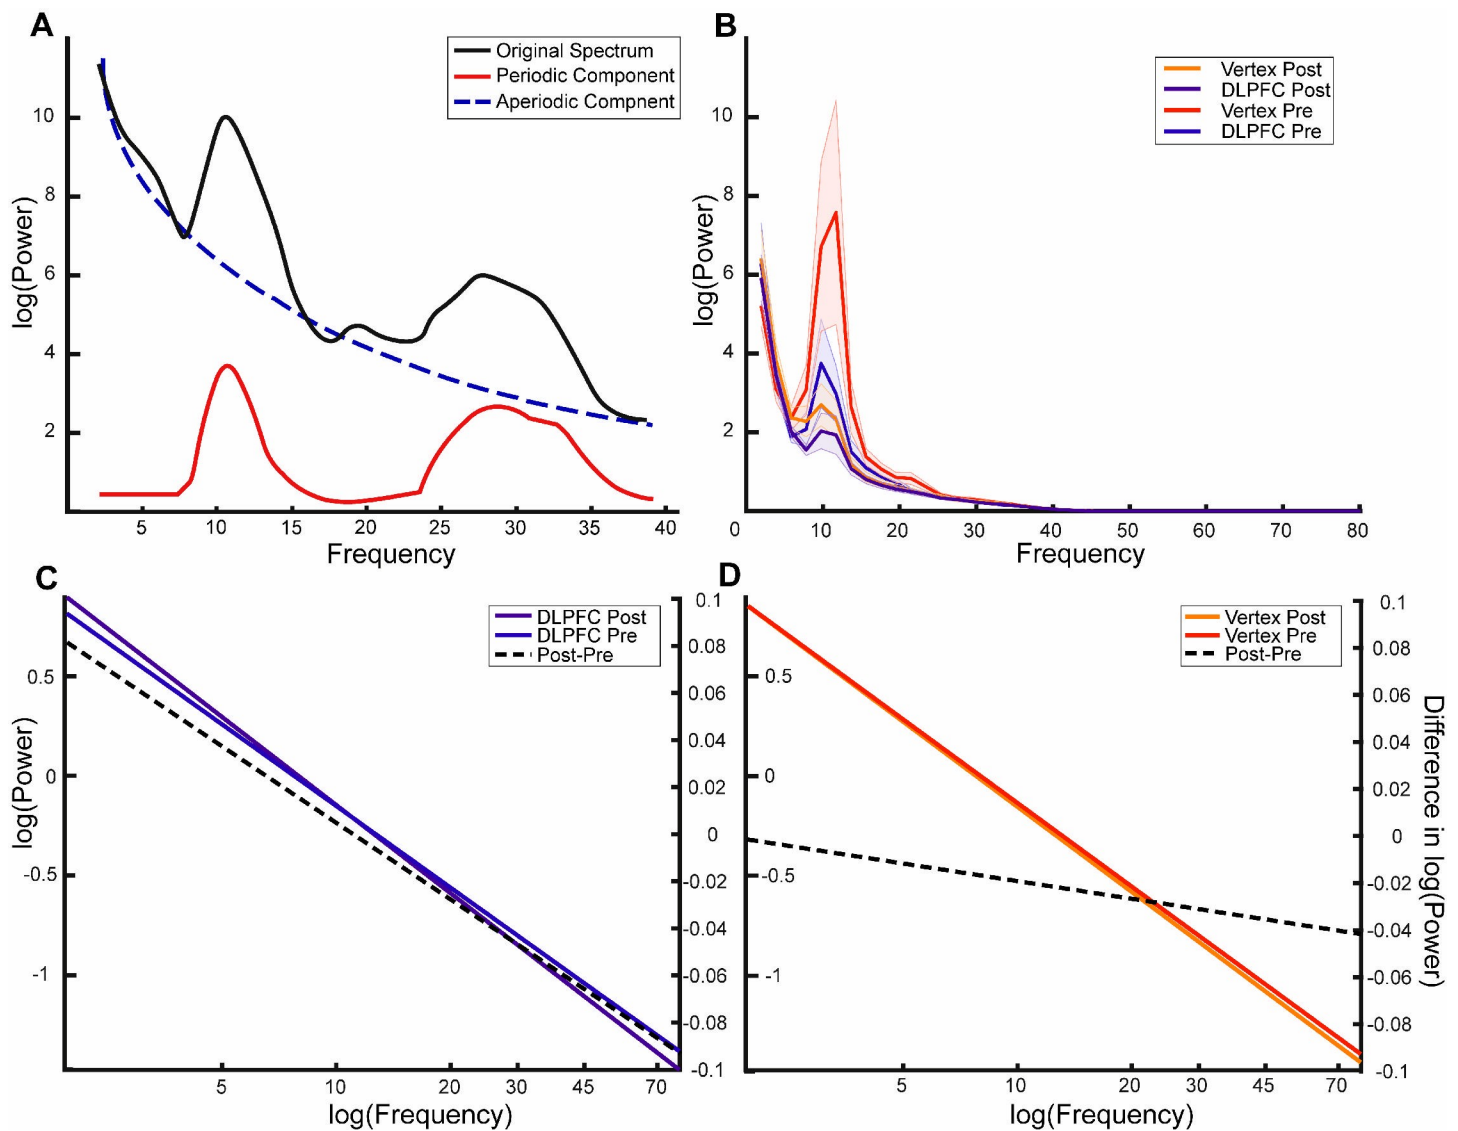 A
Original Spectrum
Periodic Component
Aperiodic Compnent
log(Power)
10
8
6
4
2
5
10
15
20
25
30
35
40
Frequency
B
Vertex Post
DLPFC Post
Vertex Pre
DLPFC Pre
log(Power)
10
8
6
4
2
0
10
20
30
40
50
60
70
80
Frequency
C
DLPFC Post
DLPFC Pre
Post-Pre
log(Power)
0.5
0
-0.5
-1
0.1
0.08
0.06
0.04
0.02
0
-0.02
-0.04
-0.06
-0.08
-0.1
5
10
20
30
45
70
log(Frequency)
D
Vertex Post
Vertex Pre
Post-Pre
0.5
0
-0.5
-1
0.1
0.08
0.06
0.04
0.02
0
-0.02
-0.04
-0.06
-0.08
-0.1
Difference in log(Power)
5
10
20
30
45
70
log(Frequency)